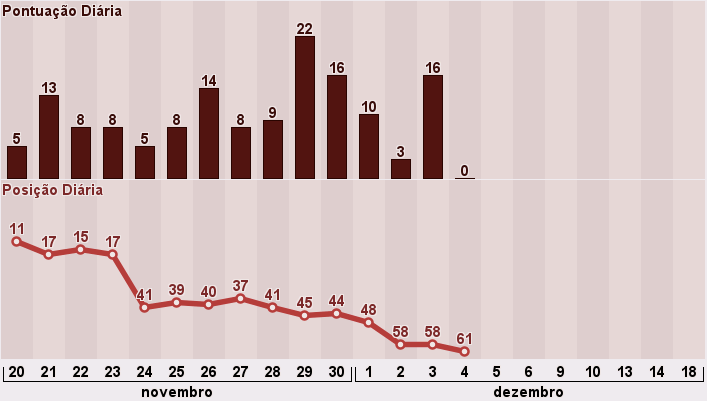 Pontuação Diária
5 13 8 8 5 8 14 8 9 22 16 10 3 16 0
Posição Diária
11 17 15 17 41 39 40 37 41 45 44 48 58 58 61
20 21 22 23 24 25 26 27 28 29 30 1 2 3 4 5 6 9 10 13 14 18
novembro dezembro